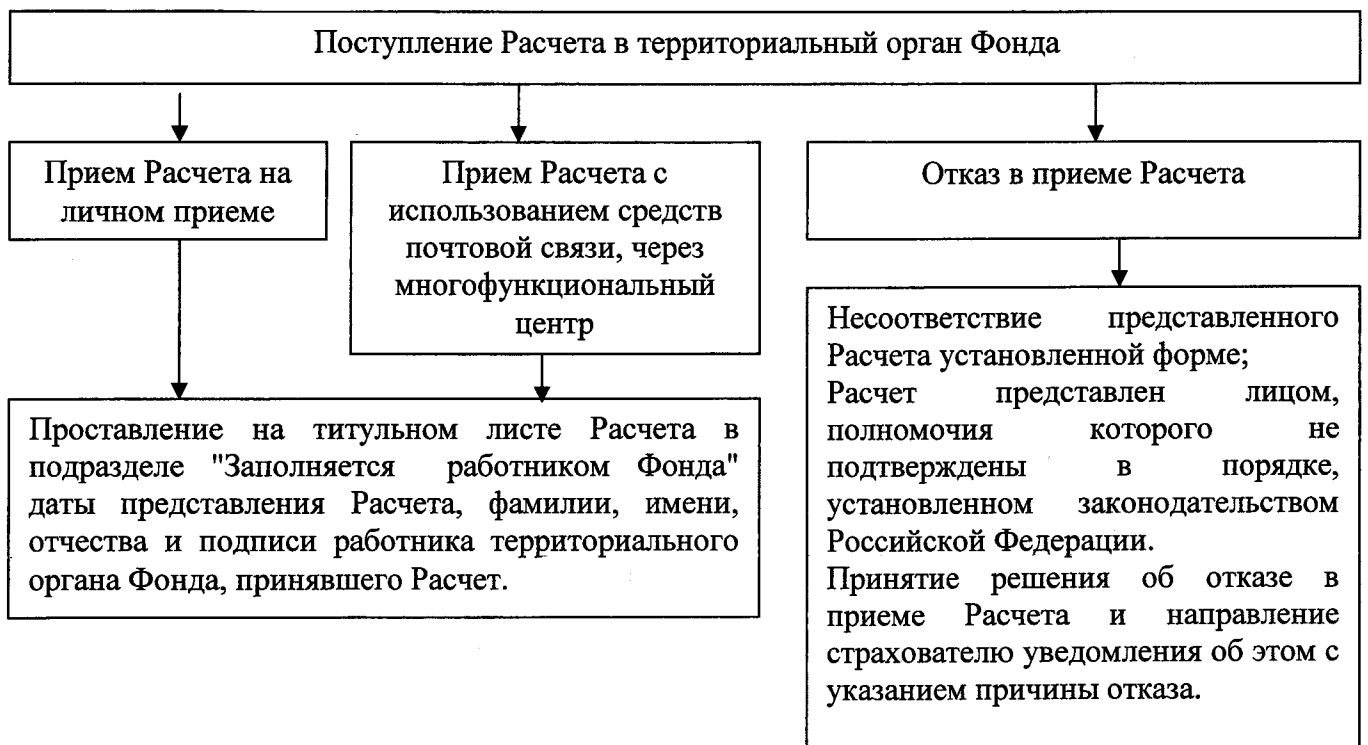 Поступление Расчета в территориальный орган Фонда
Прием Расчета на
личном приеме
Прием Расчета с
использованием средств
почтовой связи, через
многофункциональный
центр
Отказ в приеме Расчета
Проставление на титульном листе Расчета в
подразделе "Заполняется работником Фонда"
даты представления Расчета, фамилии, имени,
отчества и подписи работника территориального
органа Фонда, принявшего Расчет.
Несоответствие представленного
Расчета установленной форме;
Расчет представлен лицом,
полномочия которого не
подтверждены в порядке,
установленном законодательством
Российской Федерации.
Принятие решения об отказе в
приеме Расчета и направление
страхователю уведомления об этом с
указанием причины отказа.